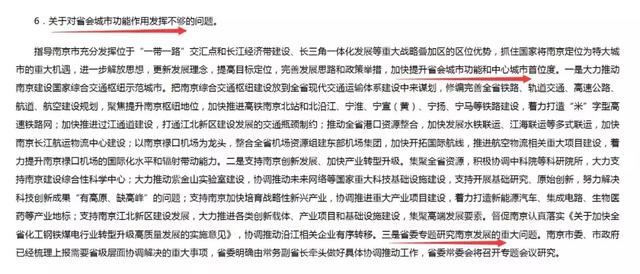 6．关于对省会城市功能作用发挥不够的问题。
指导南京市充分发挥位于“一带一路”交汇点和长江经济带建设、长三角一体化发展等重大战略叠加区的区位优势，抓住国家将南京定位为特大城
市的重大机遇，进一步解放思想，更新发展理念，提高目标定位，完善发展思路和政策举措，加快提升省会城市功能和中心城市首位度。一是大力推动
南京建设国家综合交通枢纽示范城市。把南京综合交通枢纽建设放到全省现代交通运输体系建设中来谋划，修编完善全省铁路、轨道交通、高速公路、
航道、航空建设规划，聚焦提升南京枢纽地位，加快推进高铁南京北站和北沿江、宁淮、宁宣（黄）、宁扬、宁马等铁路建设，着力打造“米”字型高
速铁路网；加快推进过江通道建设，打通江北新区建设发展的交通瓶颈制约；推动全省港口资源整合，加快发展水铁联运、江海联运等多式联运，加快
南京长江航运物流中心建设；以南京禄口机场为龙头，整合全省机场资源组建东部机场集团，加快开拓国际航线，推进航空物流相关重大项目建设，着
力提升南京禄口机场的国际化水平和辐射带动能力。二是支持南京创新发展、加快产业转型升级。集聚全省资源，积极协调中科院等科研院所，大力支
持南京建设综合性科学中心；大力推动紫金山实验室建设，协调推动未来网络等国家重大科技基础设施建设，支持开展基础研究、原始创新，努力解决
科技创新成果“有高原、缺高峰”的问题；支持南京加快培育战略性新兴产业，协调推进重大产业项目建设，着力打造新能源汽车、集成电路、生物医
药等产业地标；支持南京江北新区建设发展，大力推进各类创新载体、产业项目和基础设施建设，集聚高端发展要素。督促南京认真落实《关于加快全
省化工钢铁煤电行业转型升级高质量发展的实施意见》，协调推动沿江相关企业有序转移。三是省委专题研究南京发展的重大问题。南京市委、市政府
已经梳理上报需要省级层面协调解决的重大事项，省委明确由常务副省长牵头做好具体协调推动工作，省委常委会将召开专题会议研究。